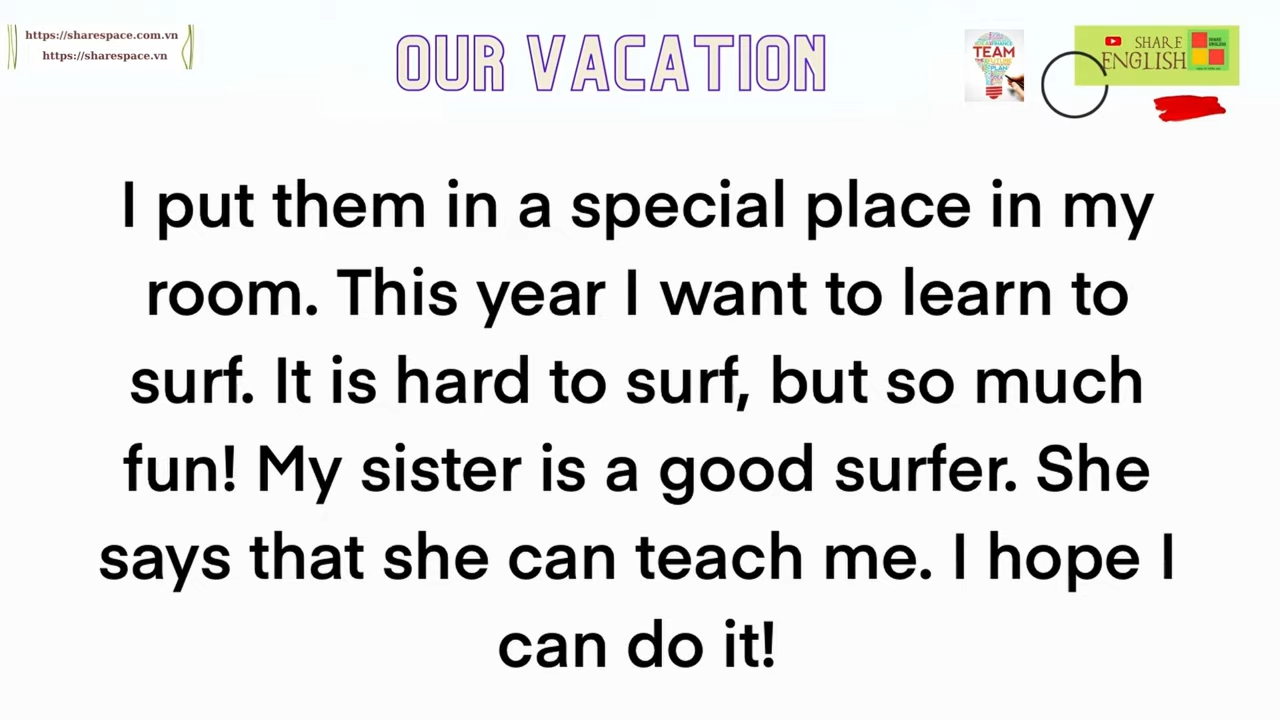 https://sharespace.com.vn
https://sharespace.vn
OUR VACATION
TEAM
PLAN
SHARE
ENGLISH
I put them in a special place in my
room. This year I want to learn to
surf. It is hard to surf, but so much
fun! My sister is a good surfer. She
says that she can teach me. I hope I
can do it!